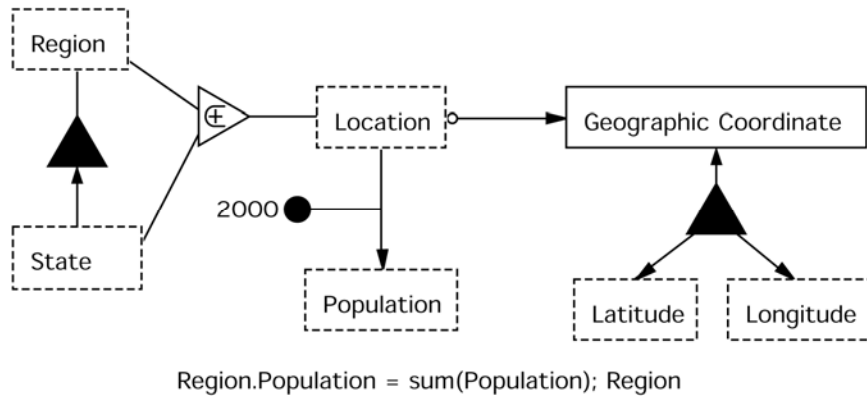 Region
Location
Geographic Coordinate
2000
State
Population
Latitude
Longitude
Region.Population = sum(Population); Region